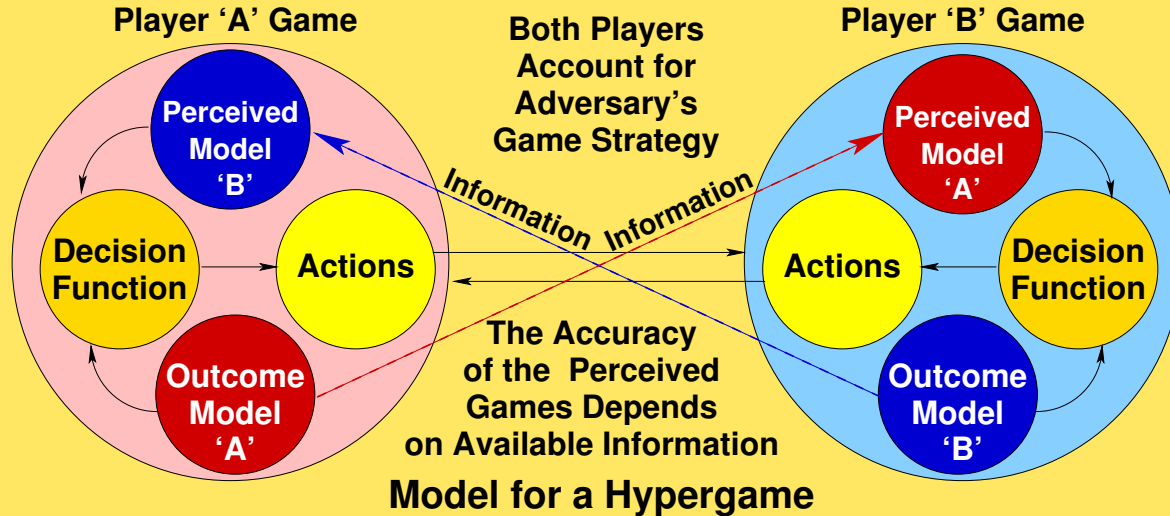 Player ‘A’ Game
Both Players
Account for
Adversary’s
Game Strategy
Player ‘B’ Game
Perceived
Model
‘B’
Decision
Function
Actions
Outcome
Model
‘A’
Information
Information
The Accuracy
of the Perceived
Games Depends
on Available Information
Perceived
Model
‘A’
Actions
Decision
Function
Outcome
Model
‘B’
Model for a Hypergame